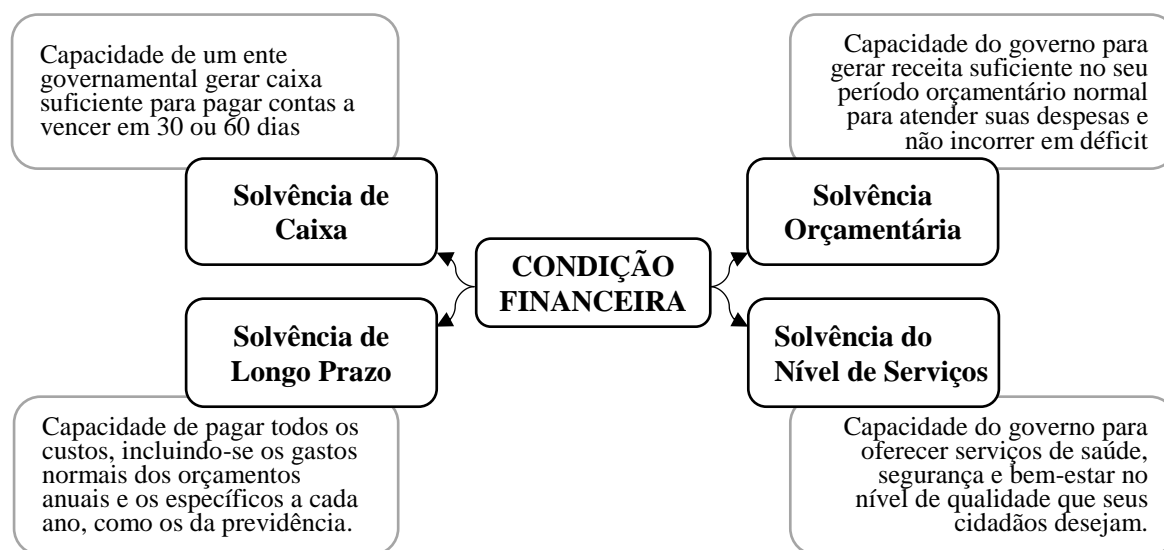 Capacidade de um ente
governamental gerar caixa
suficiente para pagar contas a
vencer em 30 ou 60 dias
Capacidade do governo para
gerar receita suficiente no seu
período orçamentário normal
para atender suas despesas e
não incorrer em déficit
Solvência de
Caixa
Solvência
Orçamentária
CONDIÇÃO
FINANCEIRA
Solvência de
Longo Prazo
Solvência do
Nível de Serviços
Capacidade de pagar todos os
custos, incluindo-se os gastos
normais dos orçamentos
anuais e os específicos a cada
ano, como os da previdência.
Capacidade do governo para
oferecer serviços de saúde,
segurança e bem-estar no
nível de qualidade que seus
cidadãos desejam.